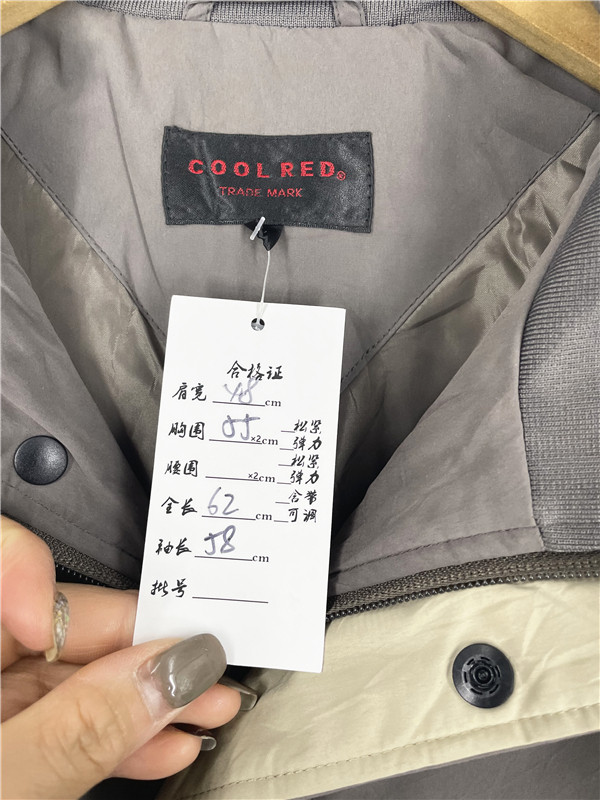 COOL RED®
TRADE MARK
合格证
肩宽 48 cm
胸围 55 ×2cm 松紧 弹力
腰围 ×2cm 松紧 弹力
全长 62 cm 含带 可调
袖长 58 cm
批号